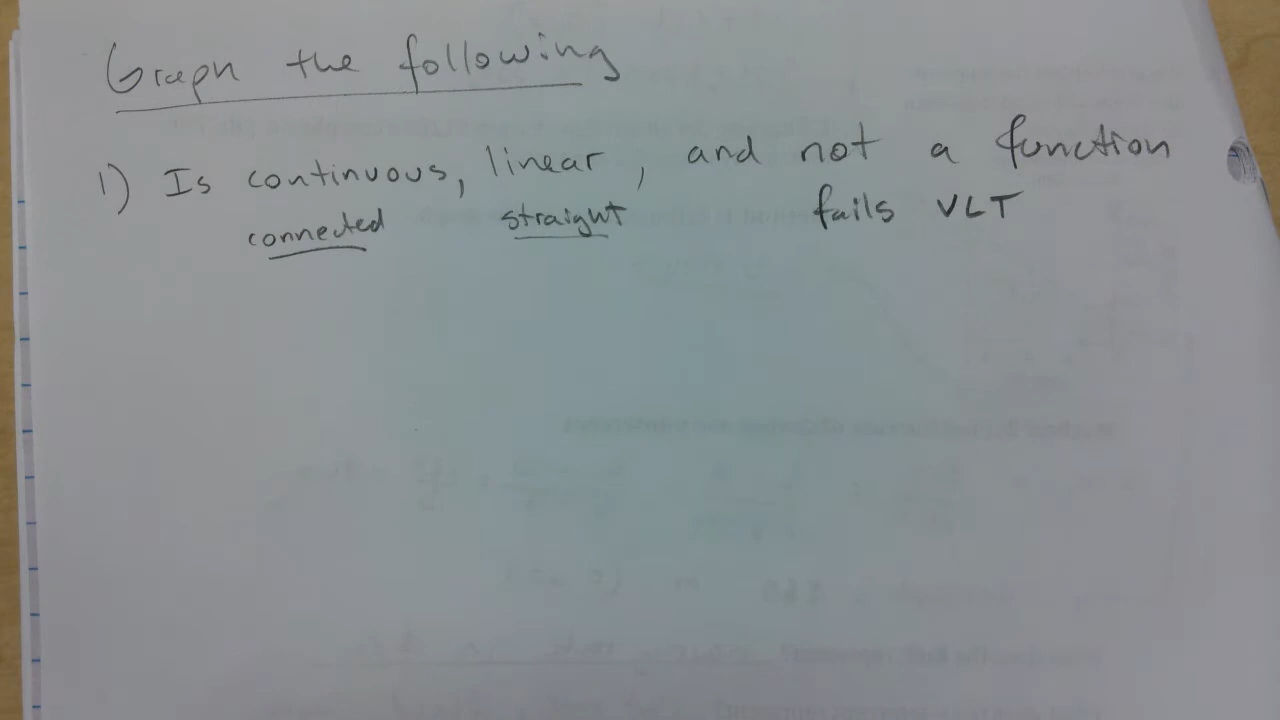 Graph the following
1) Is continuous, linear, and not a function
connected straight fails VLT